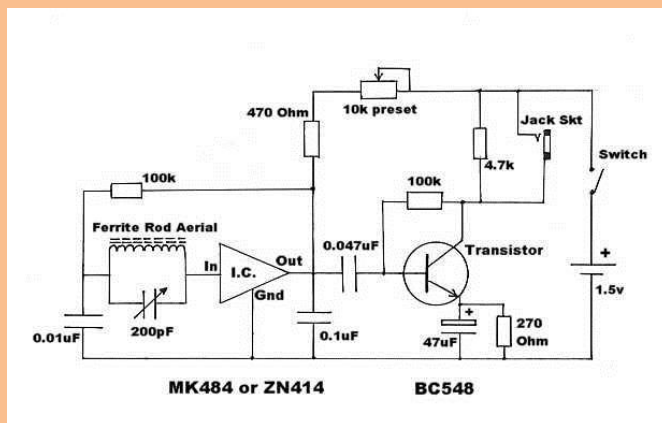 470 Ohm
10k preset
Jack Skt
4.7k
Switch
100k
100k
Ferrite Rod Aerial
In
I.C.
Out
Gnd
0.047uF
Transistor
+
1.5v
0.01uF
200pF
0.1uF
+
47uF
270
Ohm
MK484 or ZN414
BC548